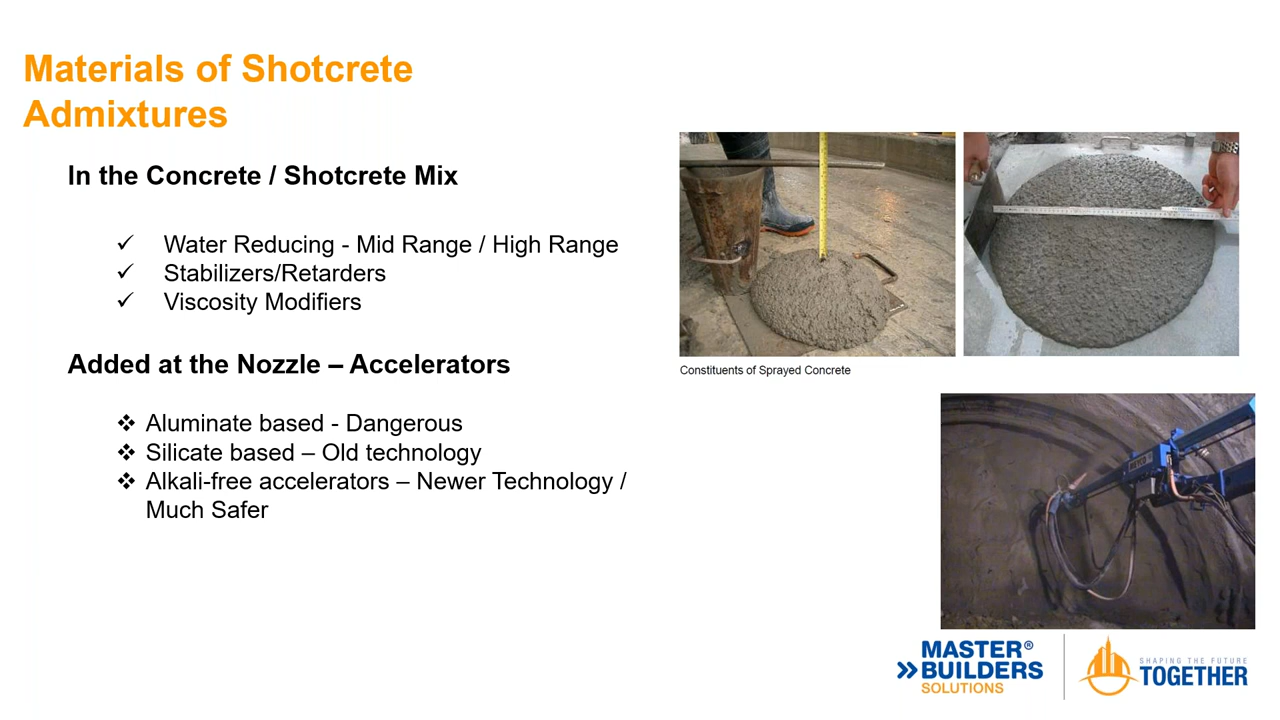 Materials of Shotcrete
Admixtures
In the Concrete / Shotcrete Mix
Water Reducing - Mid Range / High Range
Stabilizers/Retarders
Viscosity Modifiers
Added at the Nozzle – Accelerators
Aluminate based - Dangerous
Silicate based – Old technology
Alkali-free accelerators – Newer Technology /
Much Safer
Constituents of Sprayed Concrete
MEYCO
MASTER®
BUILDERS
SOLUTIONS
SHAPING THE FUTURE
TOGETHER